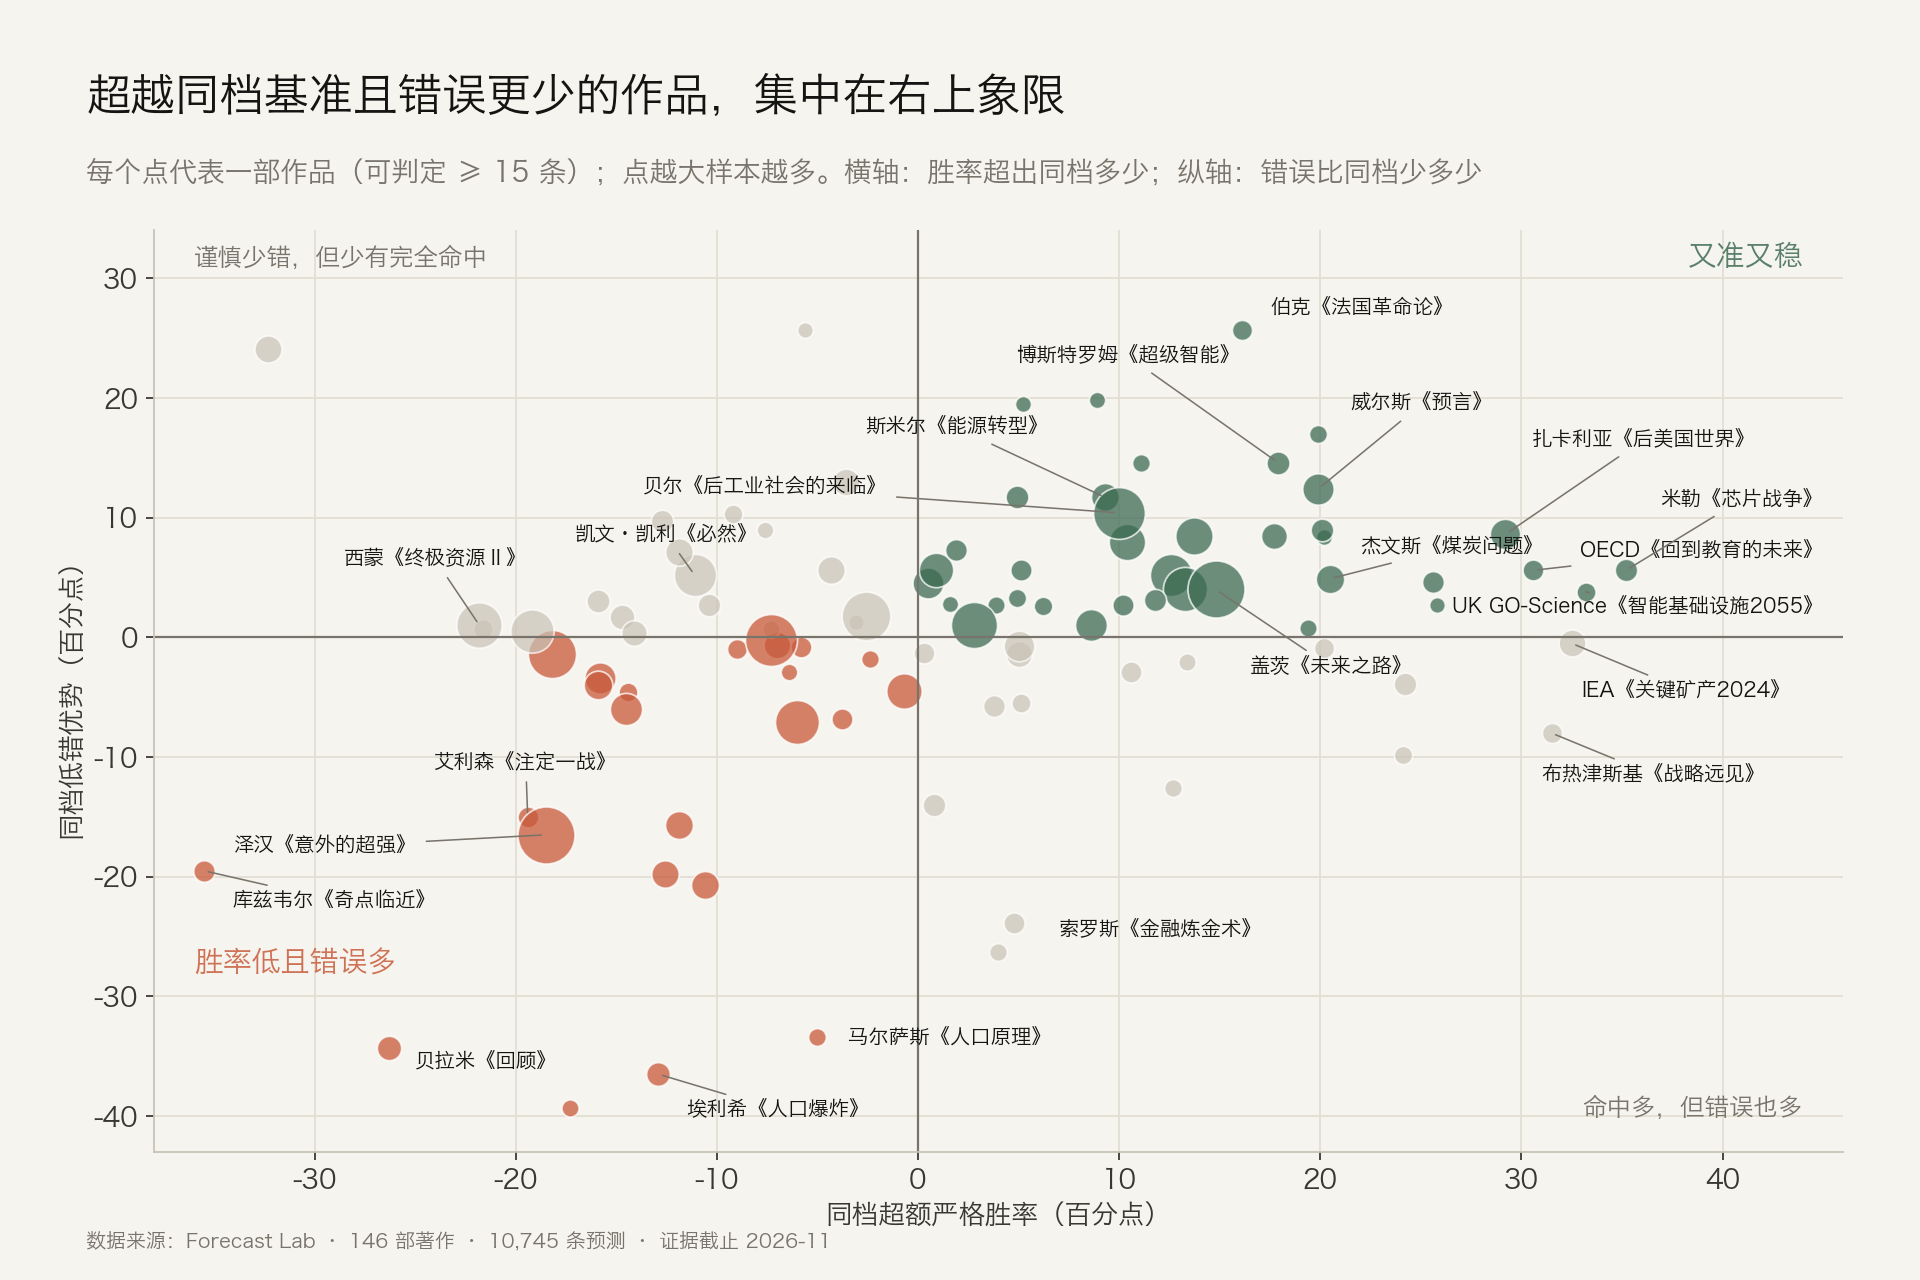 超越同档基准且错误更少的作品，集中在右上象限
每个点代表一部作品（可判定 ≥ 15 条）；点越大样本越多。横轴：胜率超出同档多少；纵轴：错误比同档少多少
谨慎少错，但少有完全命中
又准又稳
伯克《法国革命论》
博斯特罗姆《超级智能》
威尔斯《预言》
斯米尔《能源转型》
扎卡利亚《后美国世界》
贝尔《后工业社会的来临》
米勒《芯片战争》
凯文·凯利《必然》
杰文斯《煤炭问题》
OECD《回到教育的未来》
西蒙《终极资源 II 》
UK GO-Science《智能基础设施2055》
盖茨《未来之路》
IEA《关键矿产2024》
艾利森《注定一战》
布热津斯基《战略远见》
泽汉《意外的超强》
库兹韦尔《奇点临近》
索罗斯《金融炼金术》
胜率低且错误多
马尔萨斯《人口原理》
贝拉米《回顾》
埃利希《人口爆炸》
命中多，但错误也多
30
20
10
0
-10
-20
-30
-40
同档低错优势（百分点）
-30
-20
-10
0
10
20
30
40
同档超额严格胜率（百分点）
数据来源：Forecast Lab · 146 部著作 · 10,745 条预测 · 证据截止 2026-11